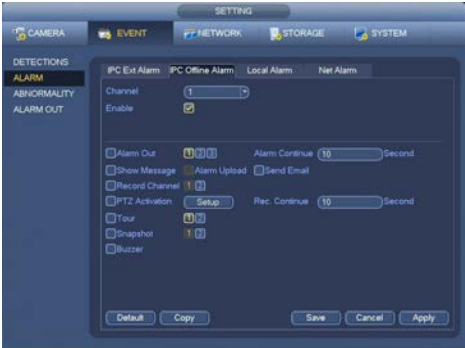 SETTING
CAMERA EVENT NETWORK STORAGE SYSTEM
DETECTIONS
ALARM
ABNORMALITY
ALARM OUT
IPC Ext Alarm IPC Offline Alarm Local Alarm Net Alarm
Channel 1
Enable
Alarm Out 1 2 3 Alarm Continue 10 Second
Show Message Alarm Upload Send Email
Record Channel 1 2
PTZ Activation Setup Rec. Continue 10 Second
Tour 1 2
Snapshot 1 2
Buzzer
Default Copy Save Cancel Apply